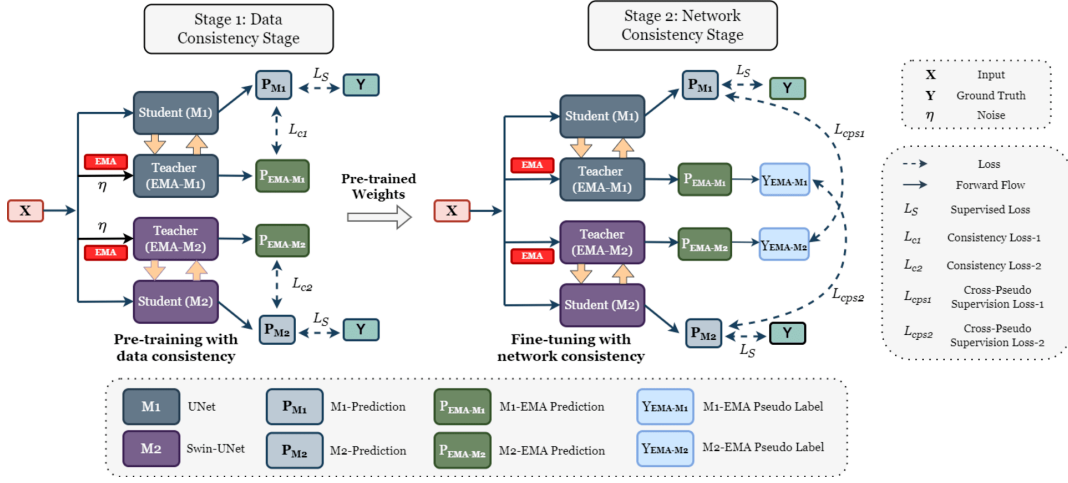 Stage 1: Data
Consistency Stage
Stage 2: Network
Consistency Stage
P_M1
L_S
Y
Student (M1)
L_c1
EMA
η
Teacher
(EMA-M1)
P_EMA-M1
X
η
EMA
Teacher
(EMA-M2)
P_EMA-M2
L_c2
Student (M2)
P_M2
L_S
Y
Pre-training with
data consistency
Pre-trained
Weights
P_M1
L_S
Y
Student (M1)
L_cps1
EMA
Teacher
(EMA-M1)
P_EMA-M1
Y_EMA-M1
X
EMA
Teacher
(EMA-M2)
P_EMA-M2
Y_EMA-M2
L_cps2
Student (M2)
P_M2
L_S
Y
Fine-tuning with
network consistency
X Input
Y Ground Truth
η Noise
Loss
Forward Flow
L_S Supervised Loss
L_c1 Consistency Loss-1
L_c2 Consistency Loss-2
L_cps1 Cross-Pseudo
Supervision Loss-1
L_cps2 Cross-Pseudo
Supervision Loss-2
M1 UNet P_M1 M1-Prediction P_EMA-M1 M1-EMA Prediction Y_EMA-M1 M1-EMA Pseudo Label
M2 Swin-UNet P_M2 M2-Prediction P_EMA-M2 M2-EMA Prediction Y_EMA-M2 M2-EMA Pseudo Label